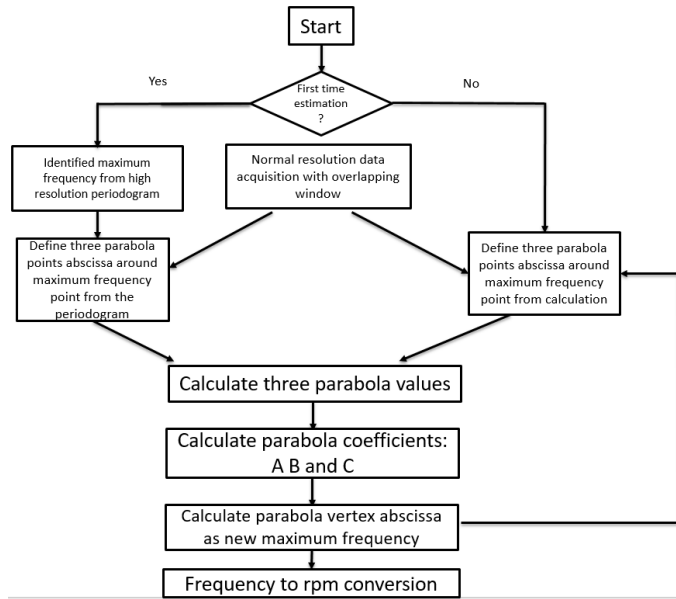 Start
Yes
No
First time
estimation
?
Identified maximum
frequency from high
resolution periodogram
Normal resolution data
acquisition with overlapping
window
Define three parabola
points abscissa around
maximum frequency
point from the
periodogram
Define three parabola
points abscissa around
maximum frequency
point from calculation
Calculate three parabola values
Calculate parabola coefficients:
A B and C
Calculate parabola vertex abscissa
as new maximum frequency
Frequency to rpm conversion